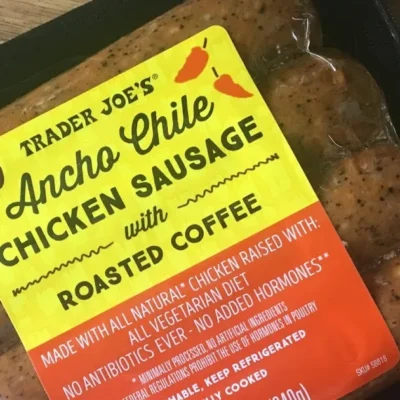 TRADER JOE'S®
Ancho Chile
CHICKEN SAUSAGE
with
ROASTED COFFEE
MADE WITH ALL NATURAL* CHICKEN RAISED WITH:
ALL VEGETARIAN DIET
NO ANTIBIOTICS EVER - NO ADDED HORMONES**
* MINIMALLY PROCESSED, NO ARTIFICIAL INGREDIENTS
FEDERAL REGULATIONS PROHIBIT THE USE OF HORMONES IN POULTRY
KEEP REFRIGERATED
COOKED